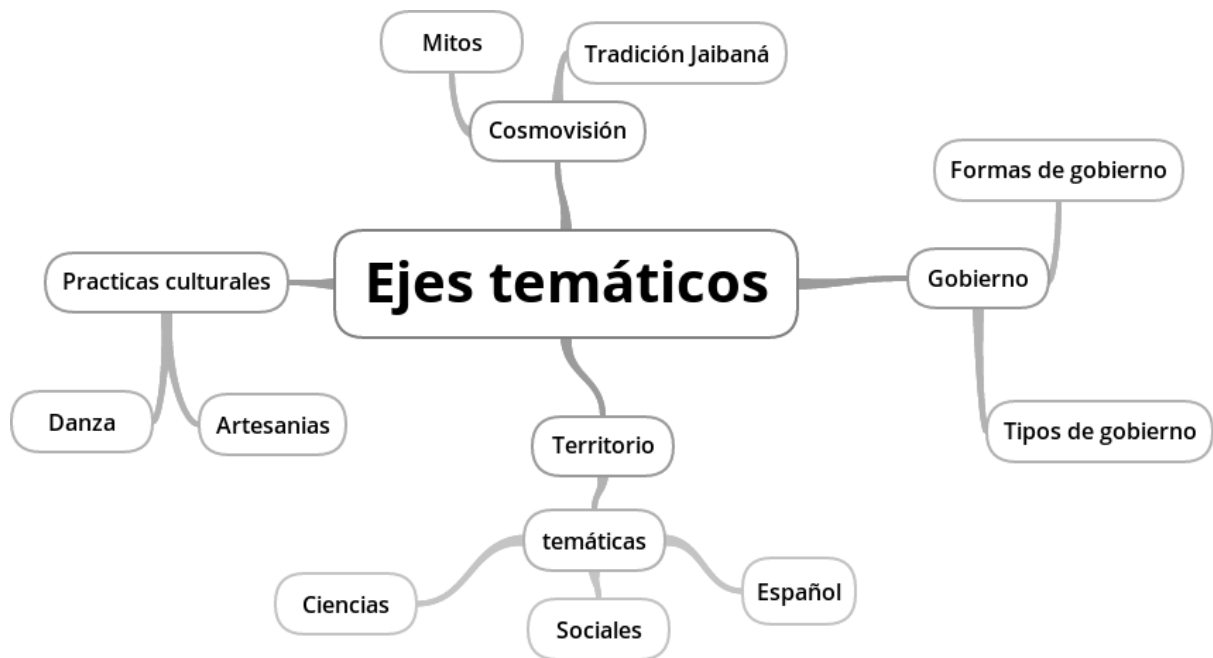 Mitos
Tradición Jaibaná
Cosmovisión
Formas de gobierno
Practicas culturales
Ejes temáticos
Gobierno
Danza
Artesanias
Territorio
Tipos de gobierno
temáticas
Ciencias
Sociales
Español